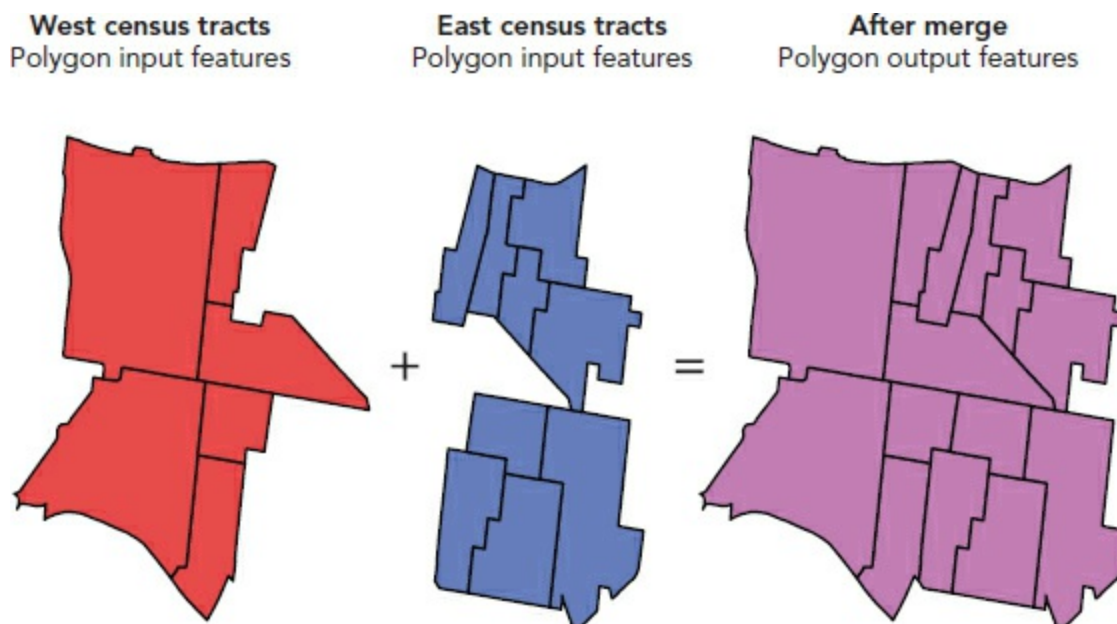 West census tracts
Polygon input features
East census tracts
Polygon input features
After merge
Polygon output features
+
=